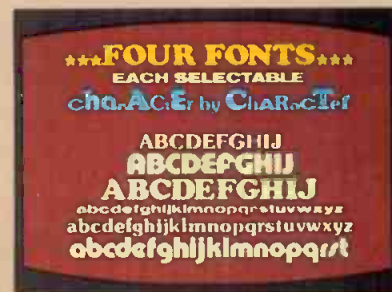 ***FOUR FONTS***
EACH SELECTABLE
chaRACtEr by ChARaCTer
ABCDEFGHIJ
ABCDEFGHIJ
ABCDEFGHIJ
abcdefghijklmnopqrstuvwxyz
abcdefghijklmnopqrstuvwxyz
abcdefghijklmnopqrst